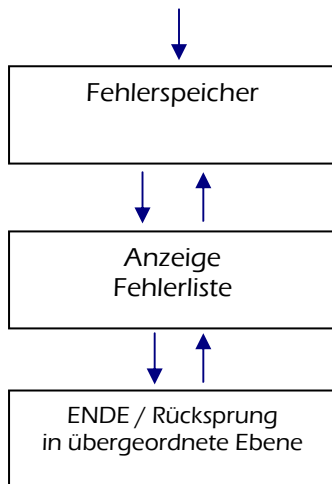 Fehlerspeicher
Anzeige
Fehlerliste
ENDE / Rücksprung
in übergeordnete Ebene